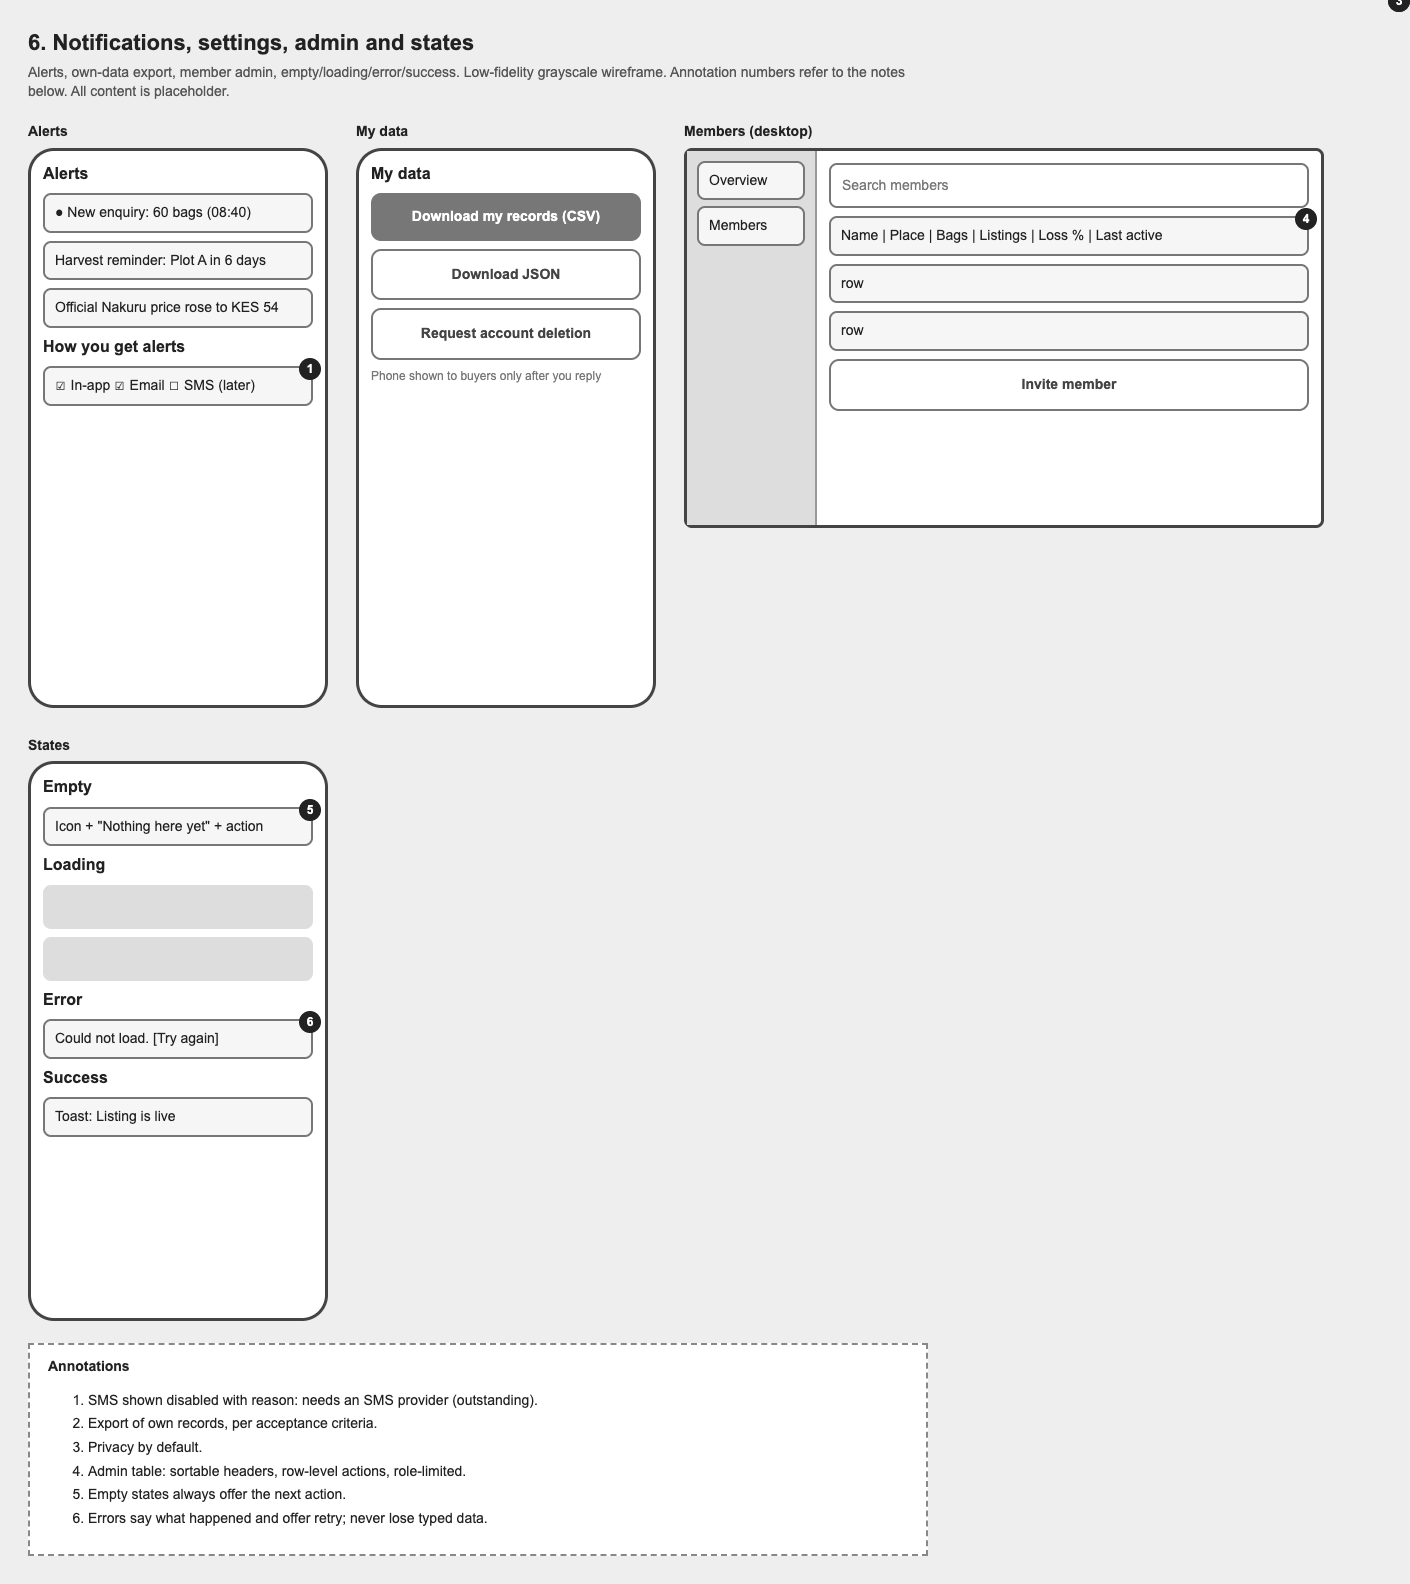 3
6. Notifications, settings, admin and states
Alerts, own-data export, member admin, empty/loading/error/success. Low-fidelity grayscale wireframe. Annotation numbers refer to the notes
below. All content is placeholder.
Alerts
Alerts
● New enquiry: 60 bags (08:40)
Harvest reminder: Plot A in 6 days
Official Nakuru price rose to KES 54
How you get alerts
1
☑ In-app ☑ Email ☐ SMS (later)
My data
My data
Download my records (CSV)
Download JSON
Request account deletion
Phone shown to buyers only after you reply
Members (desktop)
Overview
Members
Search members
4
Name | Place | Bags | Listings | Loss % | Last active
row
row
Invite member
States
Empty
5
Icon + "Nothing here yet" + action
Loading
Error
6
Could not load. [Try again]
Success
Toast: Listing is live
Annotations
1. SMS shown disabled with reason: needs an SMS provider (outstanding).
2. Export of own records, per acceptance criteria.
3. Privacy by default.
4. Admin table: sortable headers, row-level actions, role-limited.
5. Empty states always offer the next action.
6. Errors say what happened and offer retry; never lose typed data.